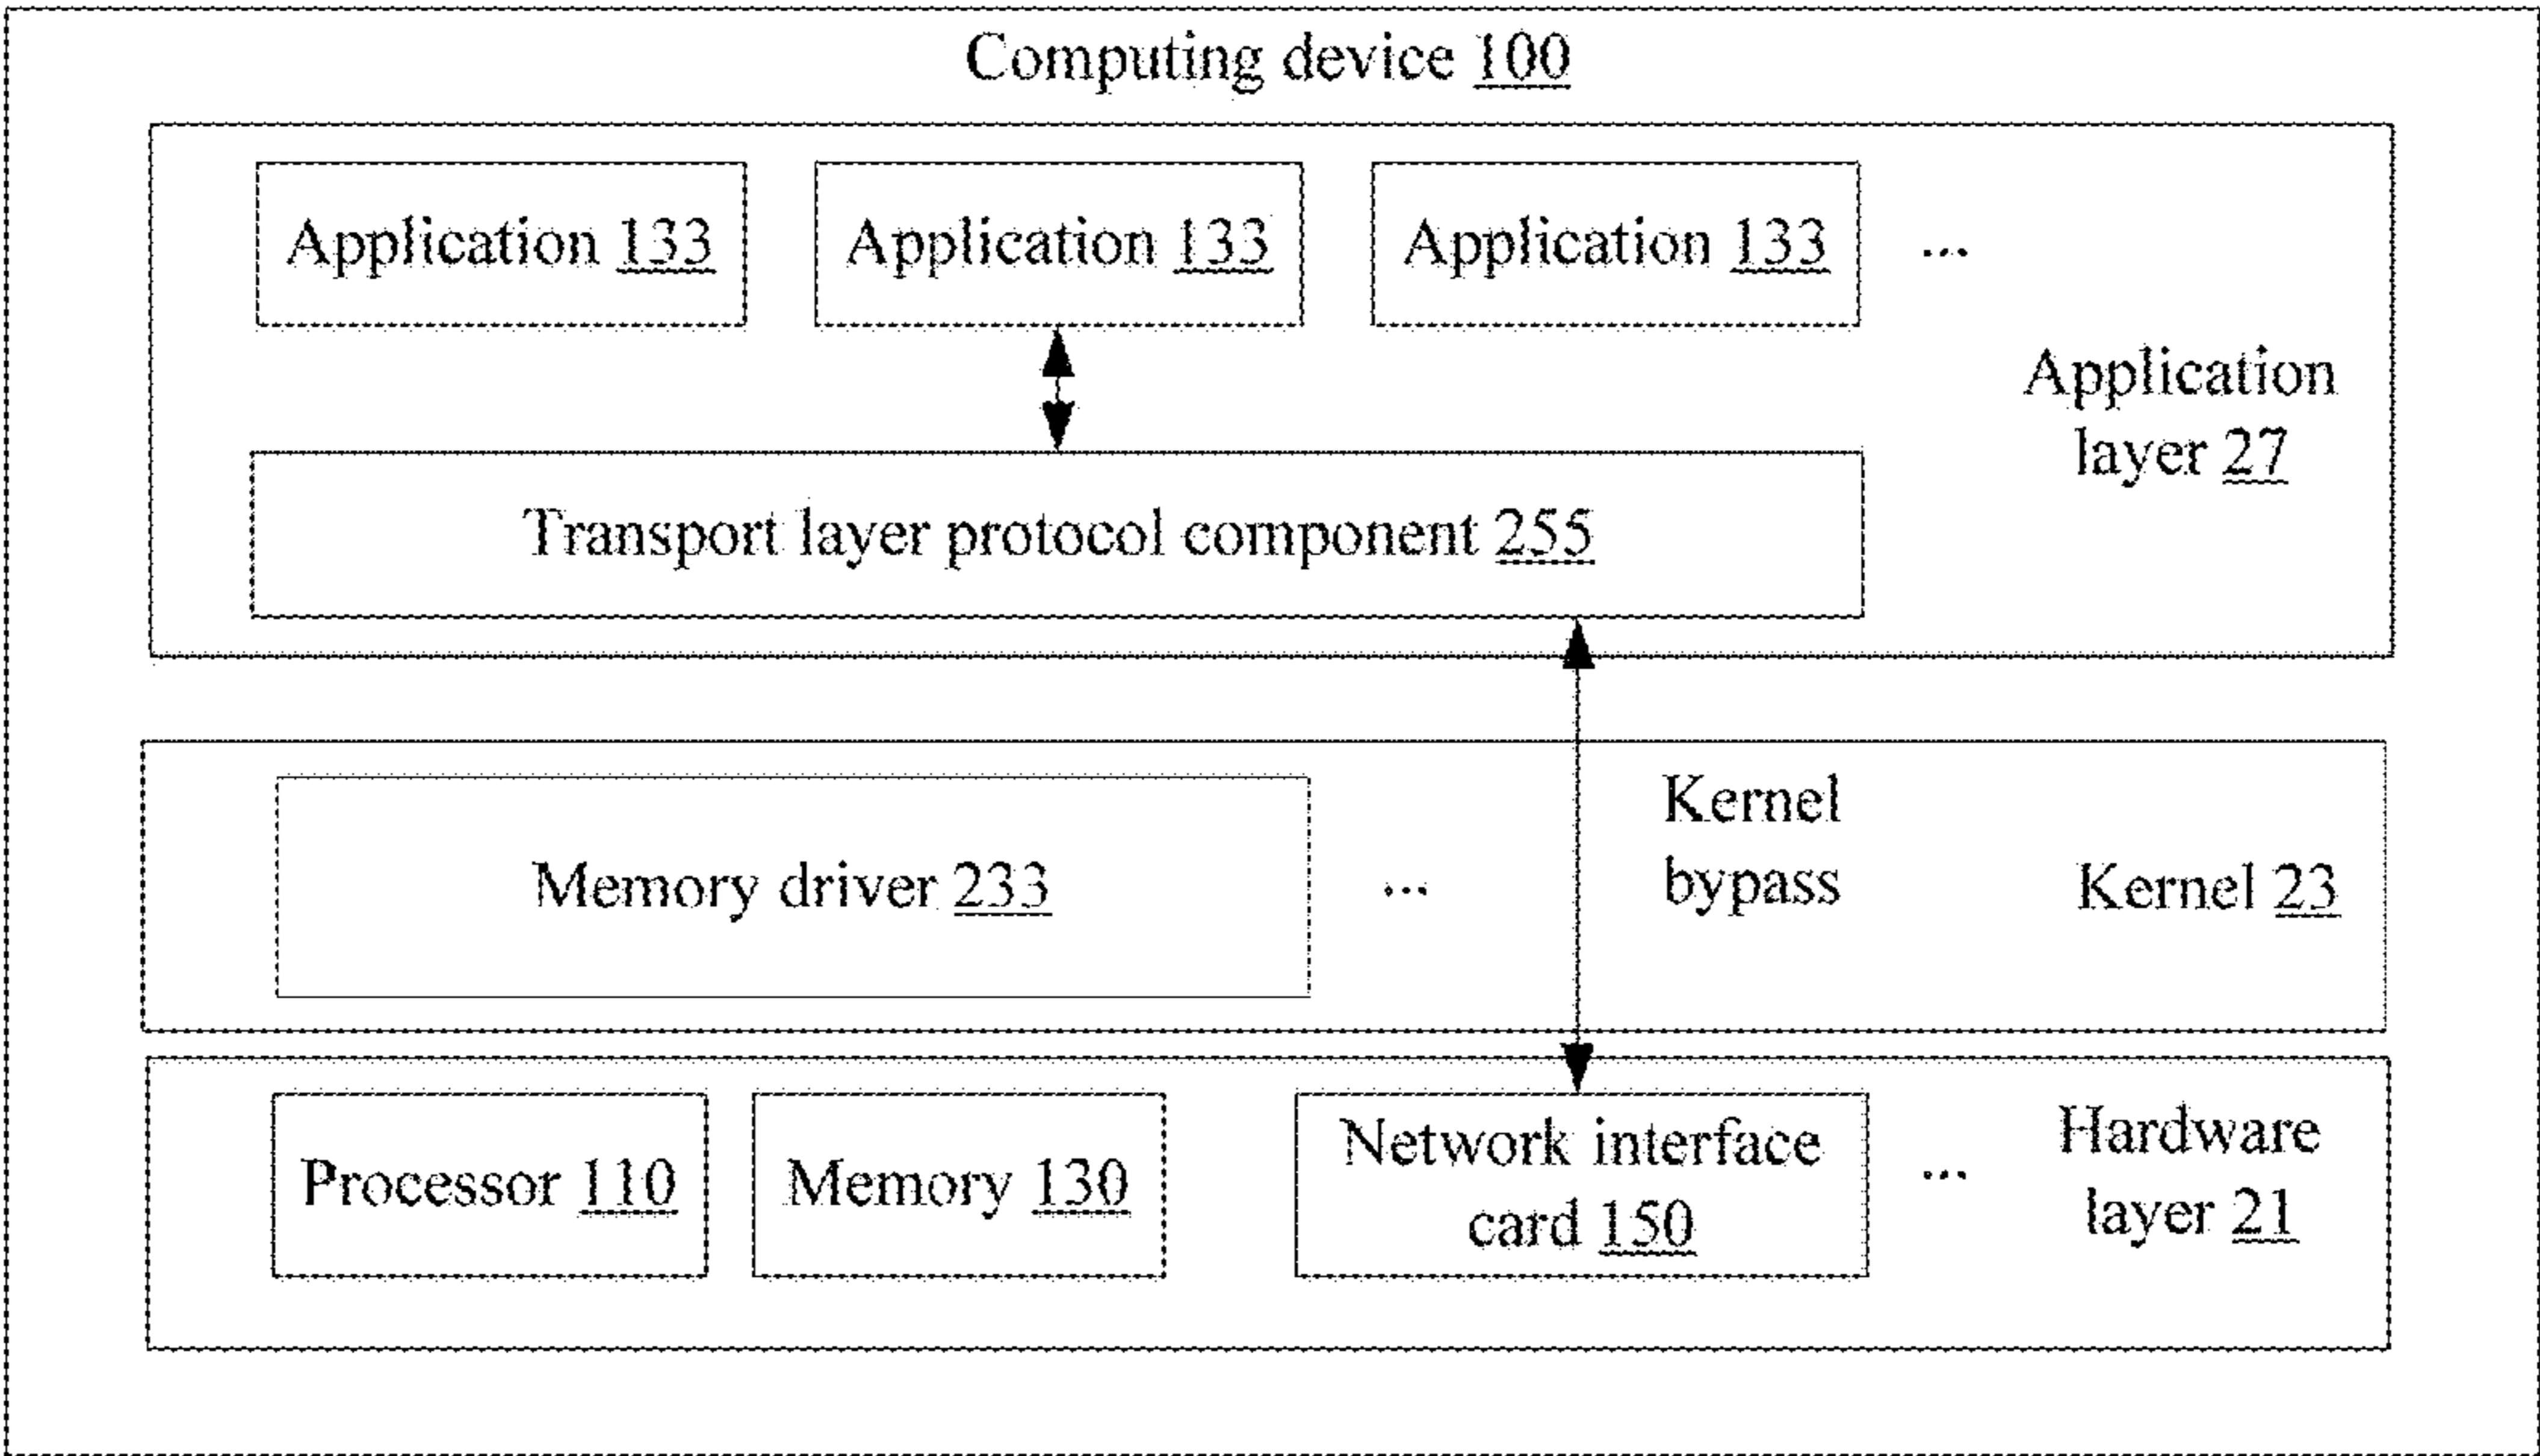 Computing device 100
Application 133
Application 133
Application 133
...
Application
layer 27
Transport layer protocol component 255
Memory driver 233
...
Kernel
bypass
Kernel 23
Processor 110
Memory 130
Network interface
card 150
...
Hardware
layer 21